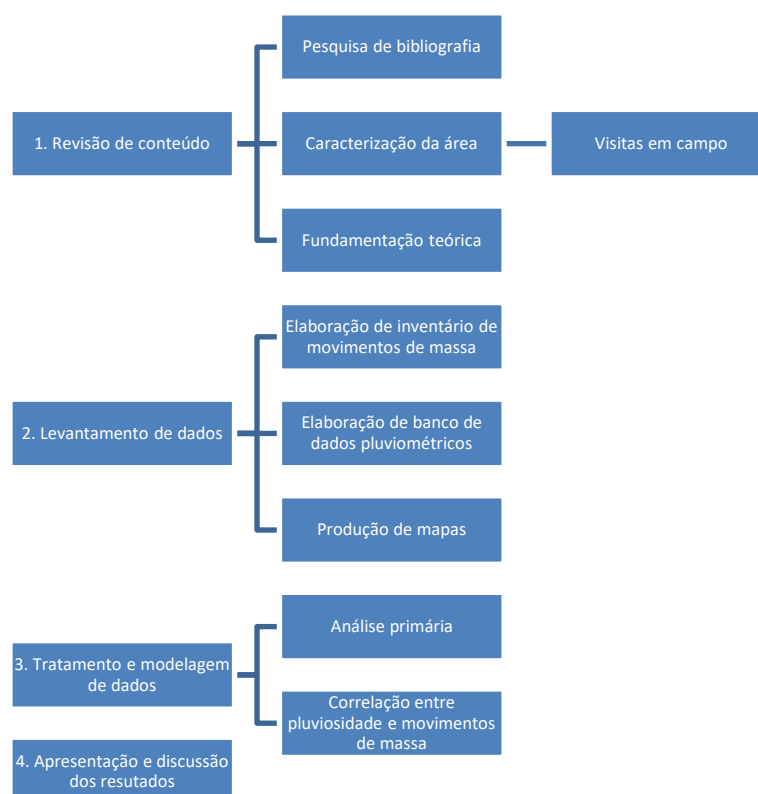 Pesquisa de bibliografia
1. Revisão de conteúdo
Caracterização da área
Visitas em campo
Fundamentação teórica
Elaboração de inventário de
movimentos de massa
2. Levantamento de dados
Elaboração de banco de
dados pluviométricos
Produção de mapas
Análise primária
3. Tratamento e modelagem
de dados
Correlação entre
pluviosidade e movimentos
de massa
4. Apresentação e discussão
dos resutados